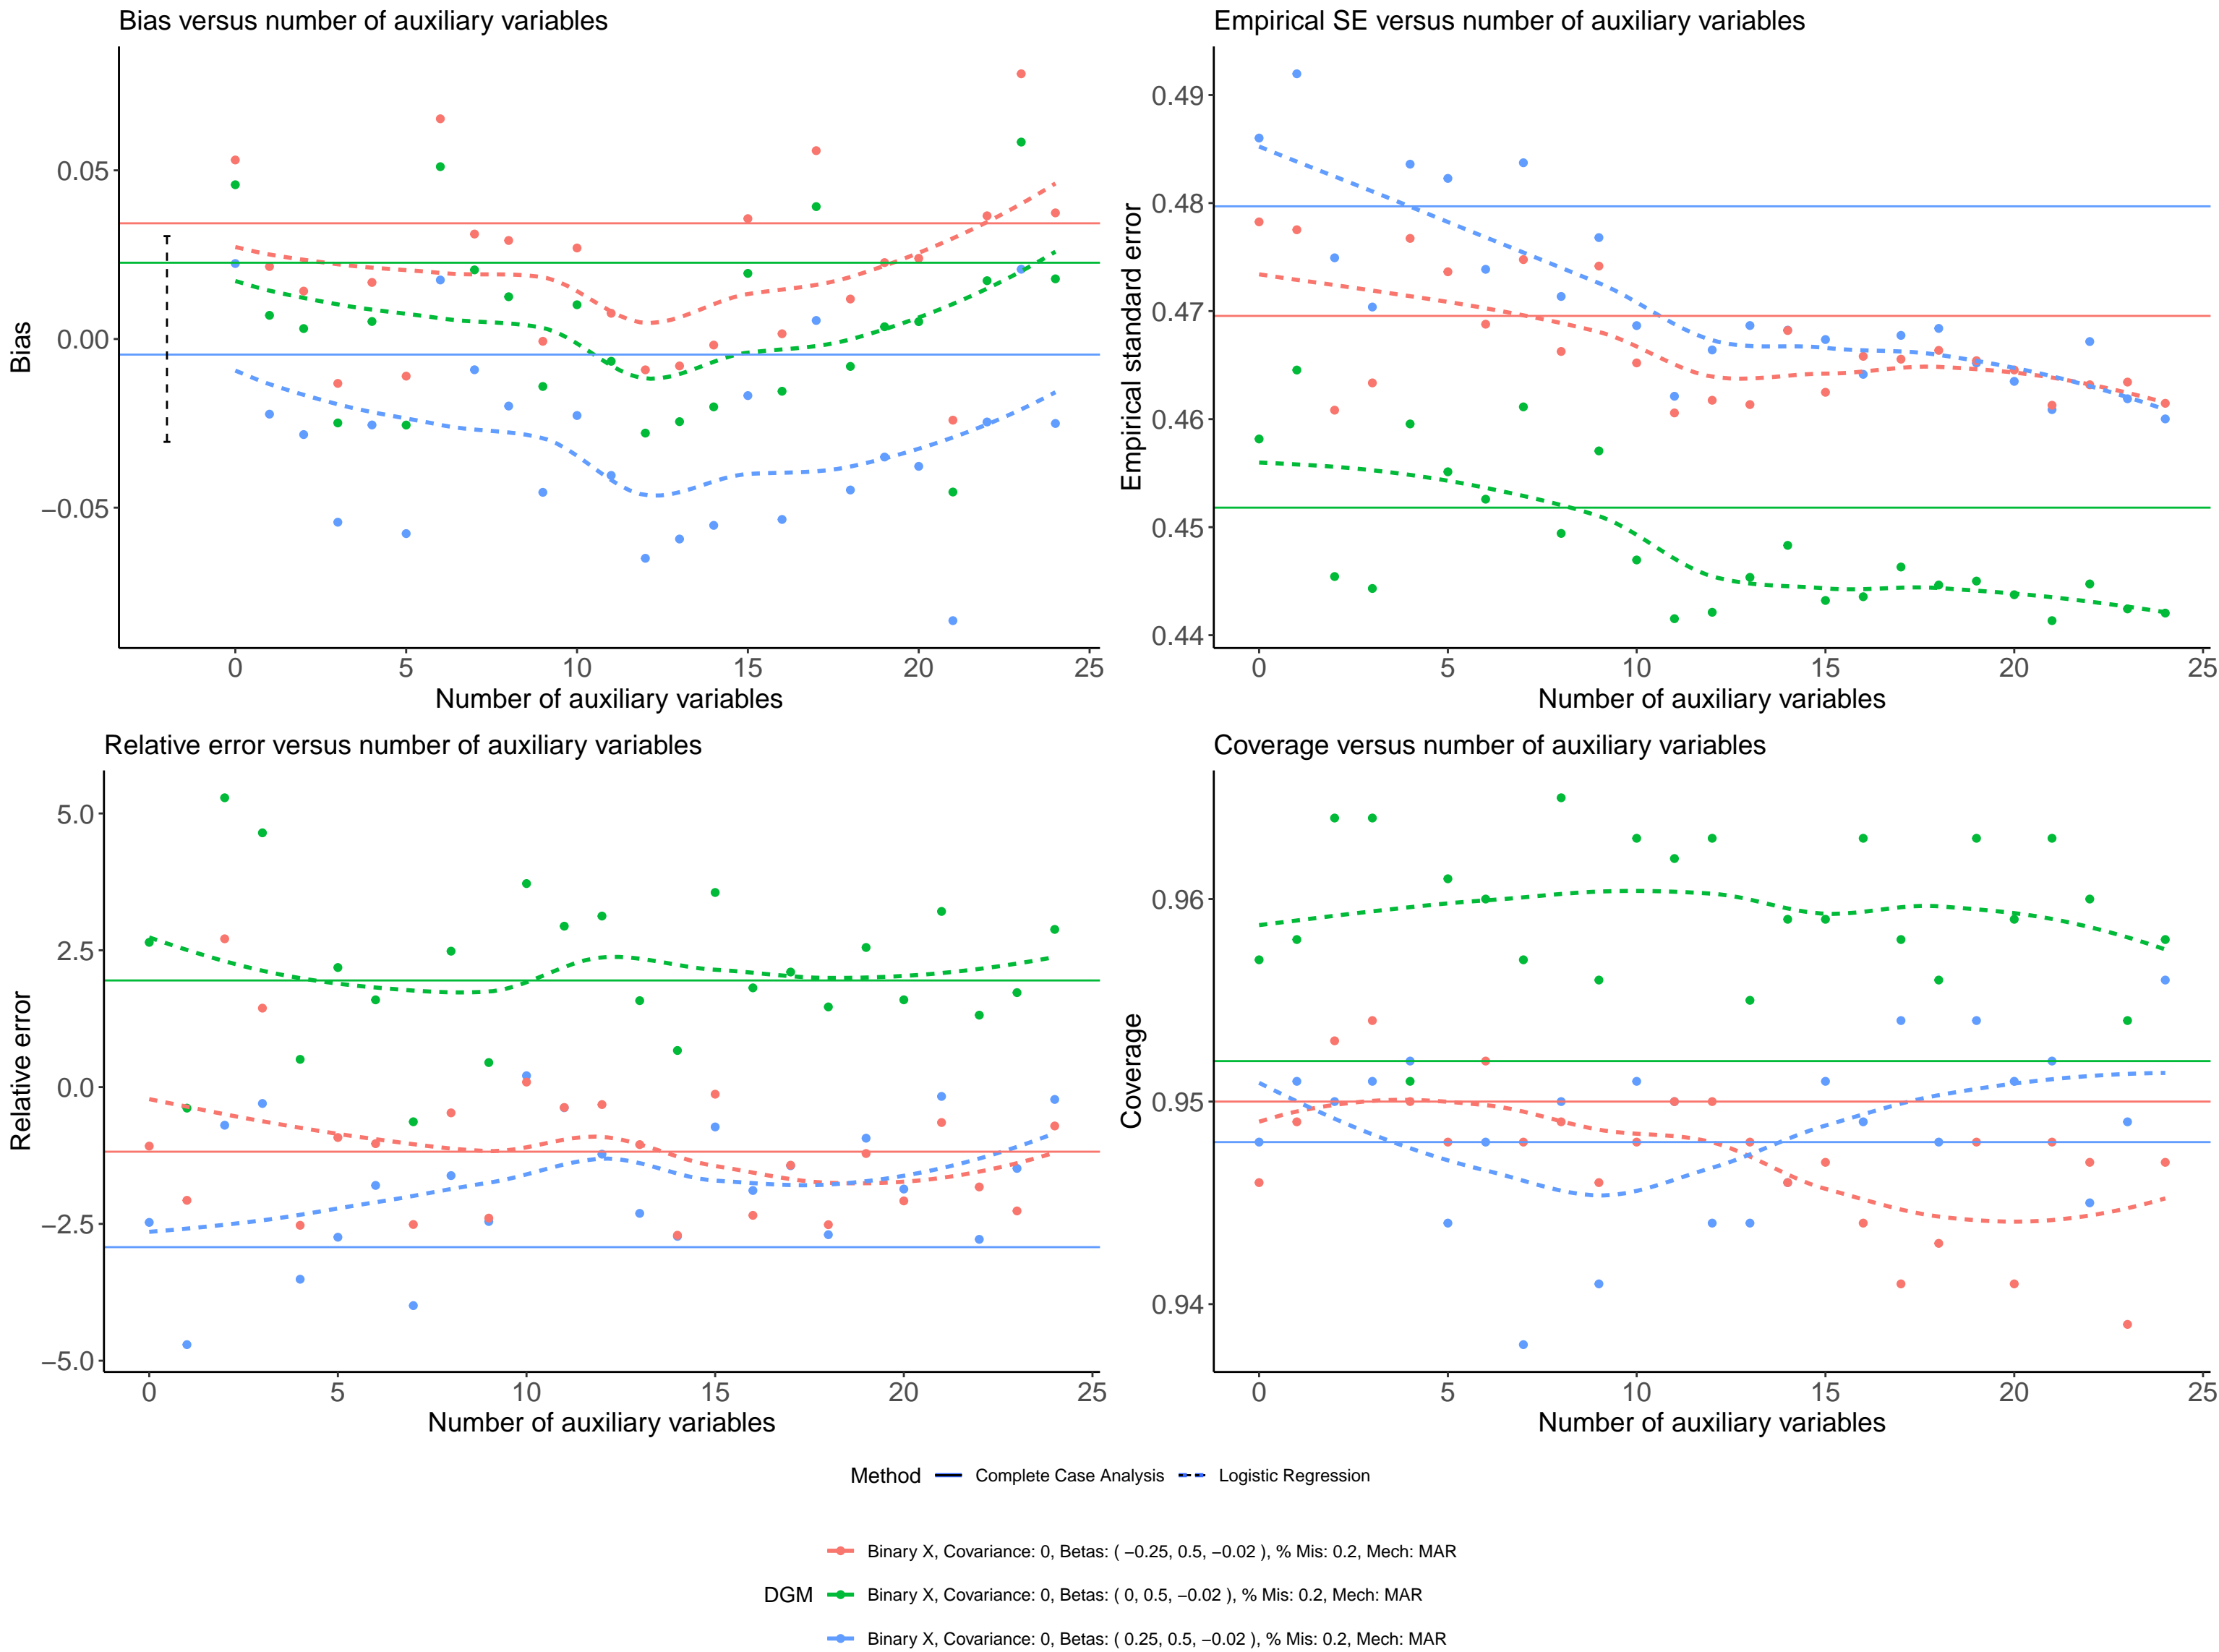 Bias versus number of auxiliary variables
Bias
0.05
0.00
−0.05
0 5 10 15 20 25
Number of auxiliary variables
Empirical SE versus number of auxiliary variables
Empirical standard error
0.49
0.48
0.47
0.46
0.45
0.44
0 5 10 15 20 25
Number of auxiliary variables
Relative error versus number of auxiliary variables
Relative error
5.0
2.5
0.0
−2.5
−5.0
0 5 10 15 20 25
Number of auxiliary variables
Coverage versus number of auxiliary variables
Coverage
0.96
0.95
0.94
0 5 10 15 20 25
Number of auxiliary variables
Method Complete Case Analysis Logistic Regression
DGM
Binary X, Covariance: 0, Betas: ( −0.25, 0.5, −0.02 ), % Mis: 0.2, Mech: MAR
Binary X, Covariance: 0, Betas: ( 0, 0.5, −0.02 ), % Mis: 0.2, Mech: MAR
Binary X, Covariance: 0, Betas: ( 0.25, 0.5, −0.02 ), % Mis: 0.2, Mech: MAR